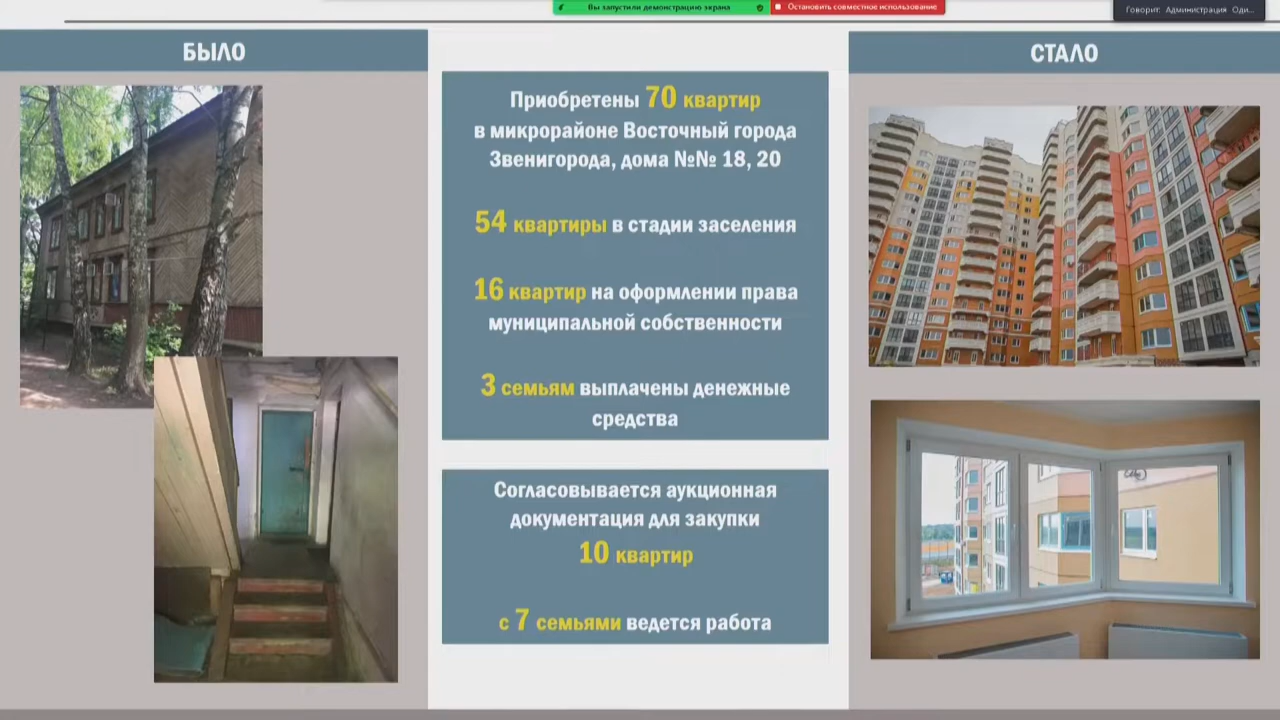 Вы запустили демонстрацию экрана
Остановить совместное использование
Говорит: Администрация Оди...
БЫЛО
Приобретены 70 квартир
в микрорайоне Восточный города
Звенигорода, дома №№ 18, 20
54 квартиры в стадии заселения
16 квартир на оформлении права
муниципальной собственности
3 семьям выплачены денежные
средства
Согласовывается аукционная
документация для закупки
10 квартир
с 7 семьями ведется работа
СТАЛО